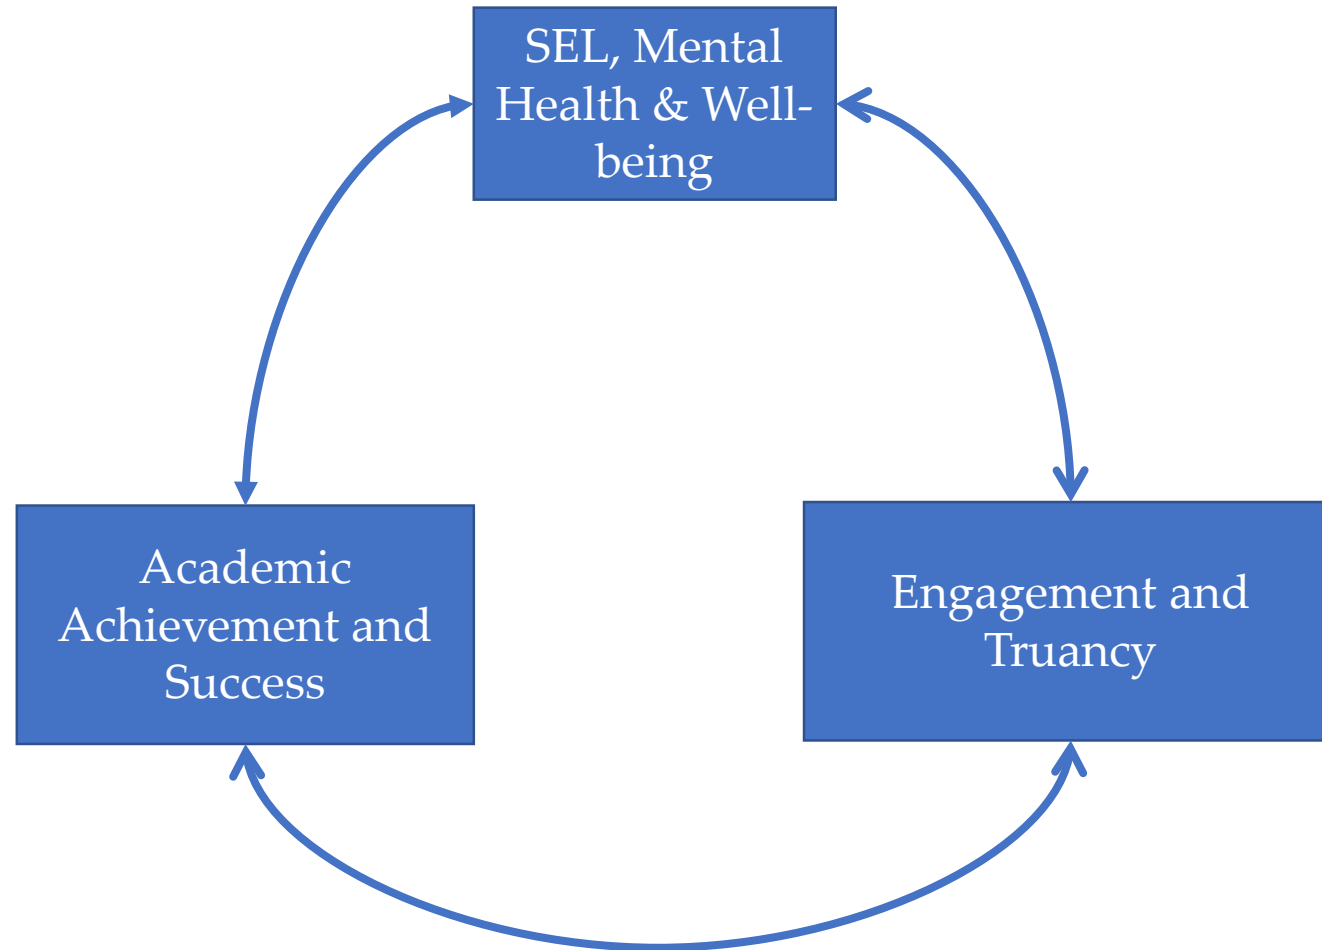 SEL, Mental
Health & Well-
being
Academic
Achievement and
Success
Engagement and
Truancy